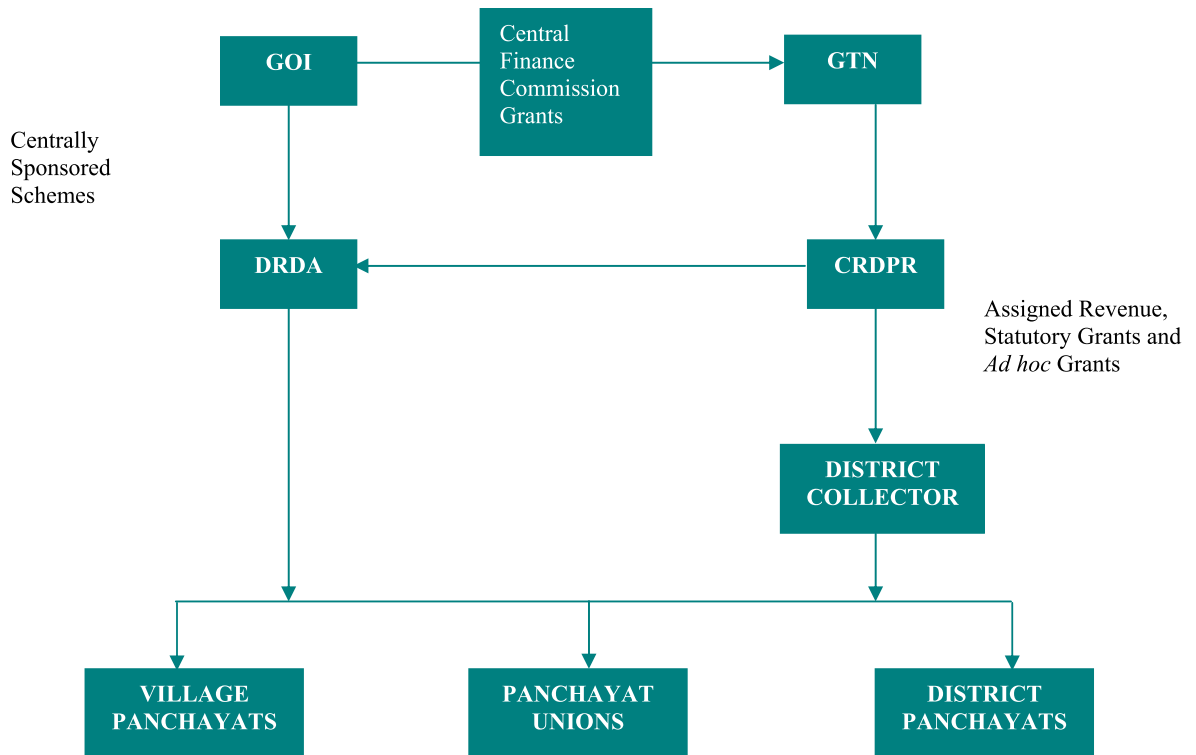 GOI
Central
Finance
Commission
Grants
GTN
Centrally
Sponsored
Schemes
DRDA
CRDPR
Assigned Revenue,
Statutory Grants and
Ad hoc Grants
DISTRICT
COLLECTOR
VILLAGE
PANCHAYATS
PANCHAYAT
UNIONS
DISTRICT
PANCHAYATS